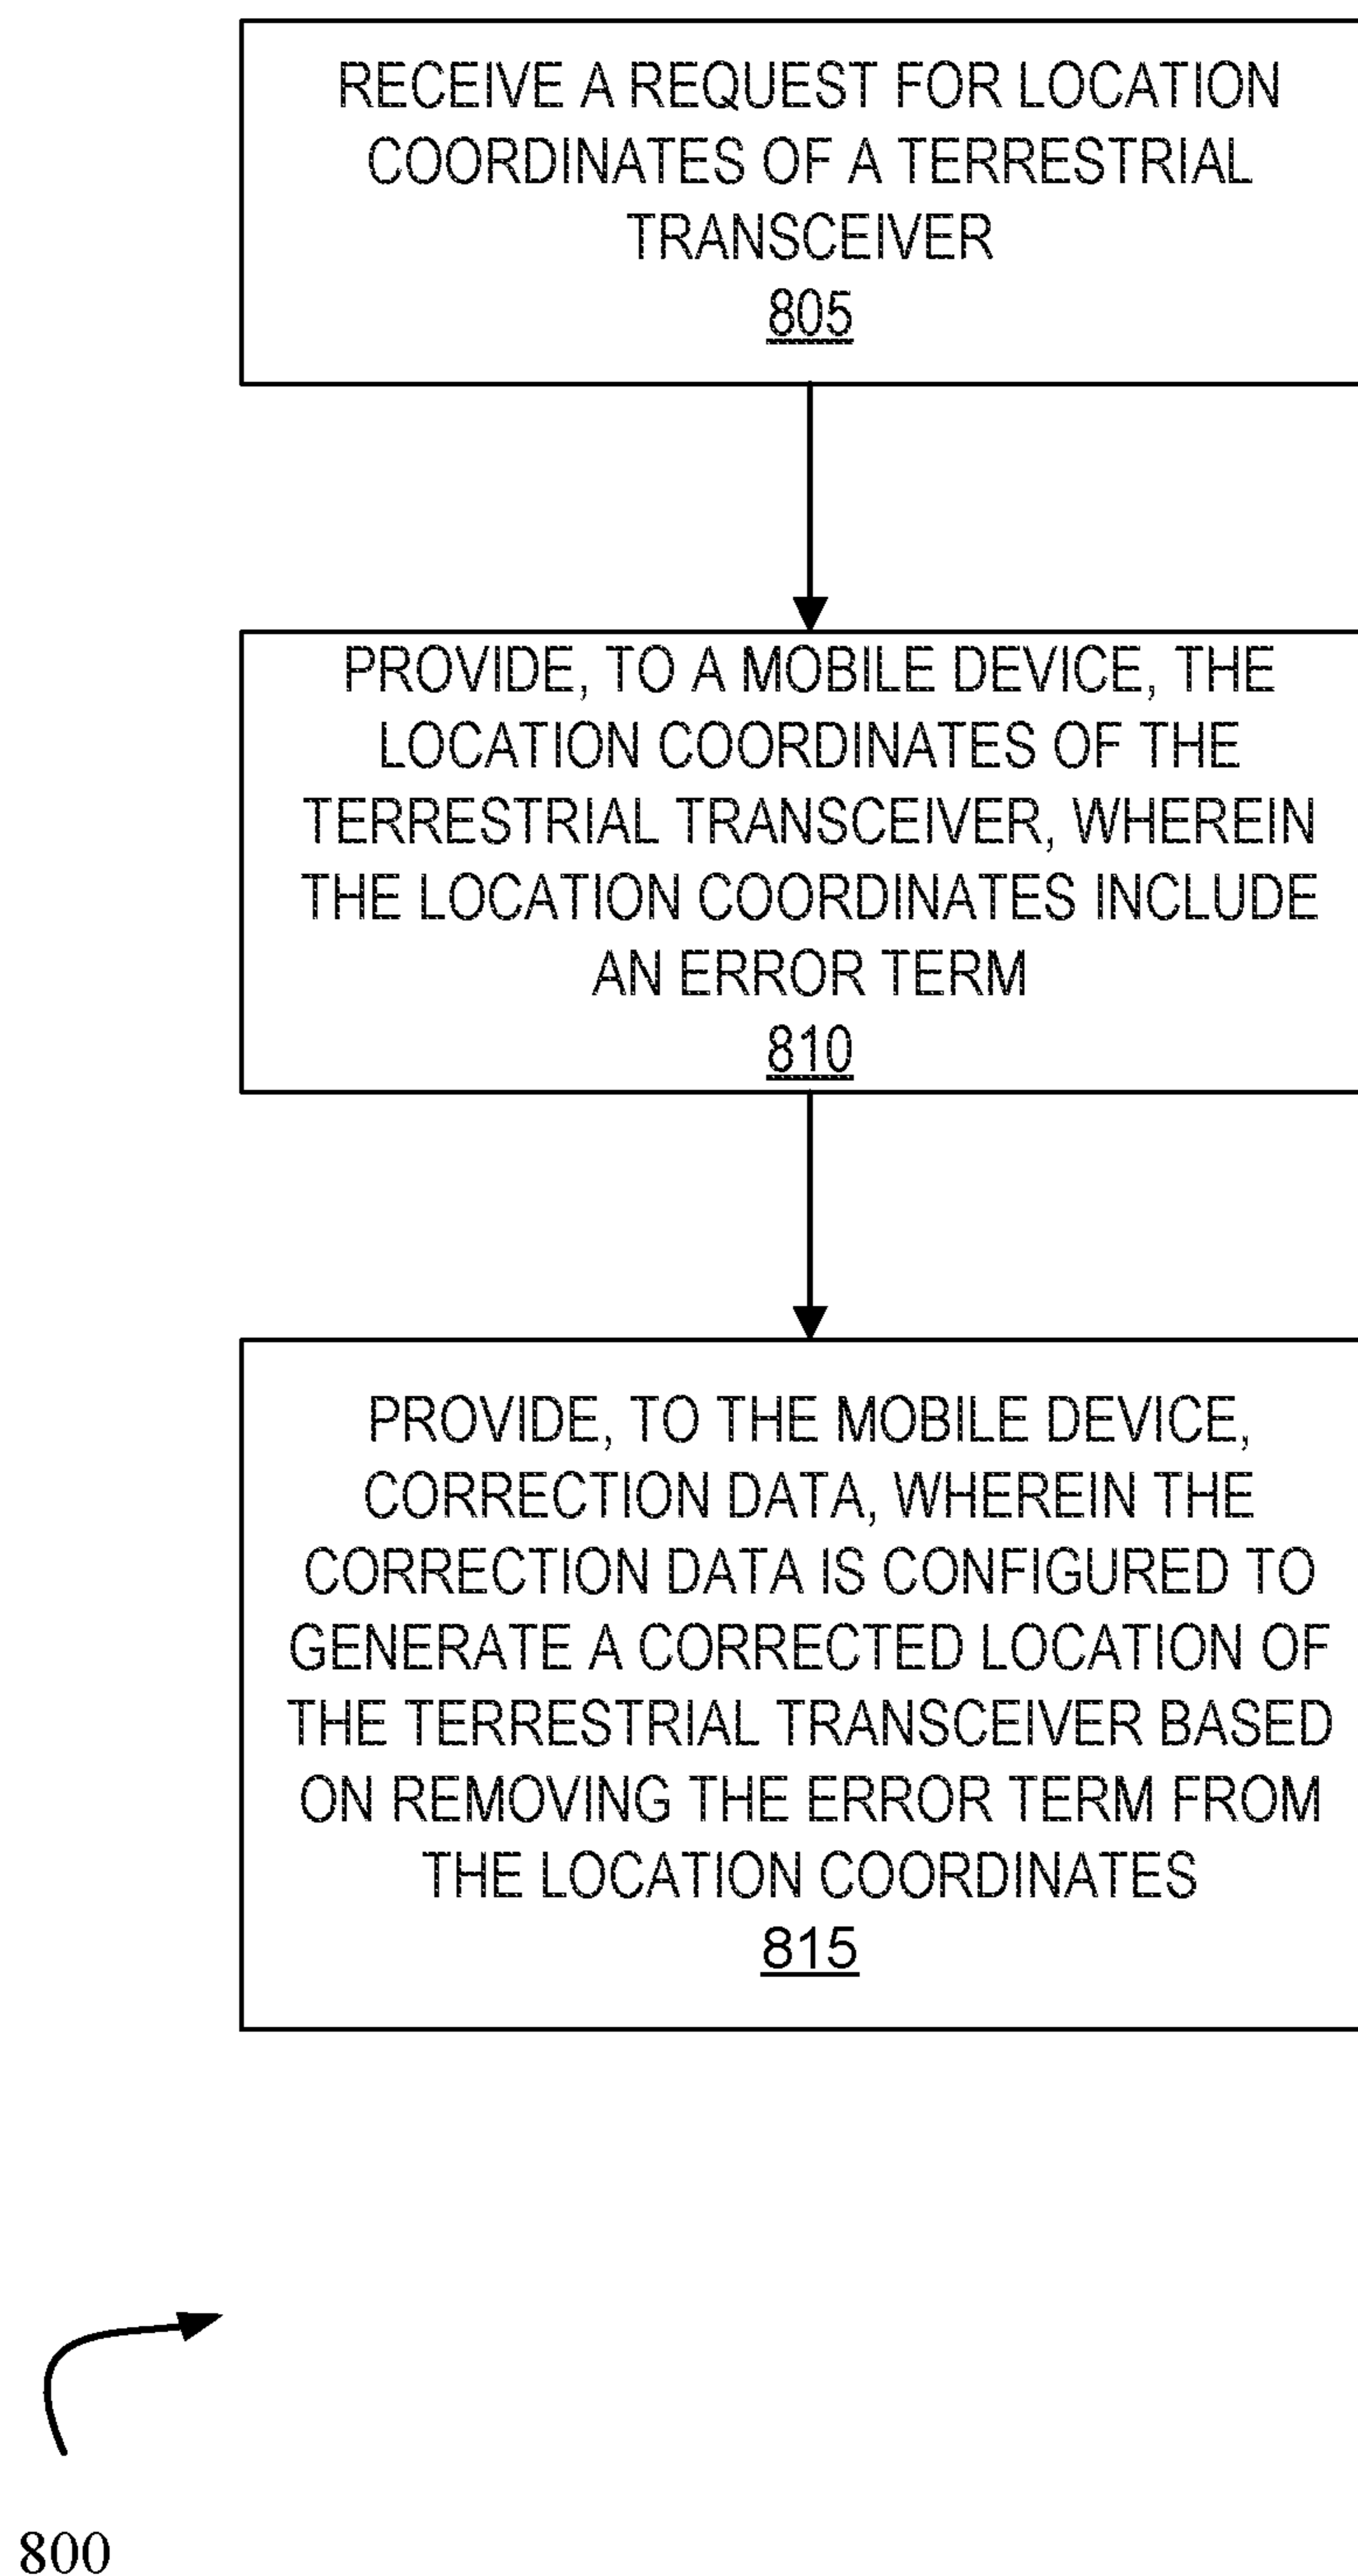 RECEIVE A REQUEST FOR LOCATION
COORDINATES OF A TERRESTRIAL
TRANSCEIVER
805
PROVIDE, TO A MOBILE DEVICE, THE
LOCATION COORDINATES OF THE
TERRESTRIAL TRANSCEIVER, WHEREIN
THE LOCATION COORDINATES INCLUDE
AN ERROR TERM
810
PROVIDE, TO THE MOBILE DEVICE,
CORRECTION DATA, WHEREIN THE
CORRECTION DATA IS CONFIGURED TO
GENERATE A CORRECTED LOCATION OF
THE TERRESTRIAL TRANSCEIVER BASED
ON REMOVING THE ERROR TERM FROM
THE LOCATION COORDINATES
815
800